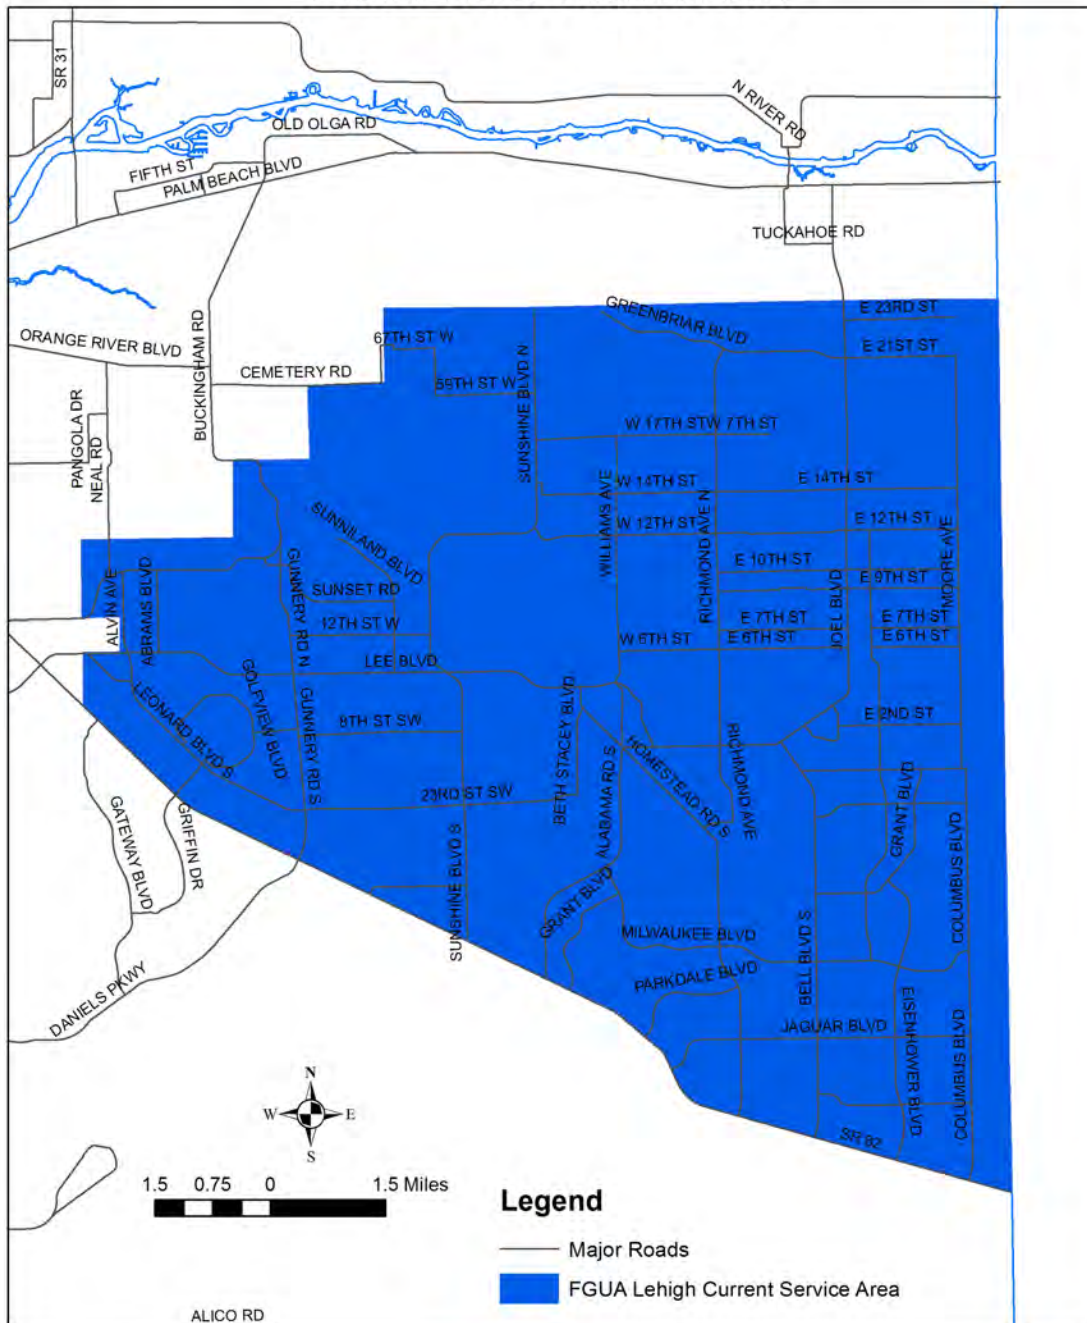 SR 31
N RIVER RD
OLD OLGA RD
FIFTH ST
PALM BEACH BLVD
TUCKAHOE RD
BUCKINGHAM RD
ORANGE RIVER BLVD
CEMETERY RD
67TH ST W
GREENBRIAR BLVD
E 23RD ST
E 21ST ST
SUNSHINE BLVD N
PANGOLA DR
NEAL RD
W 17TH ST
W 7TH ST
WILLIAMS AVE
W 14TH ST
E 14TH ST
RICHMOND AVE N
W 12TH ST
E 12TH ST
MOORE AVE
SUNNILAND BLVD
GUNNERY RD N
E 10TH ST
E 9TH ST
JOEL BLVD
ALVIN AVE
ABRAMS BLVD
SUNSET RD
12TH ST W
E 7TH ST
E 7TH ST
W 6TH ST
E 6TH ST
E 6TH ST
LEE BLVD
LEONARD BLVD S
GOLFVIEW BLVD
GUNNERY RD S
8TH ST SW
BETH STACEY BLVD
ALABAMA RD S
HOMESTEAD RD S
RICHMOND AVE
E 2ND ST
23RD ST SW
GATEWAY BLVD
GRIFFIN DR
GRANT BLVD
COLUMBUS BLVD
SUNSHINE BLVD S
GRANT BLVD
MILWAUKEE BLVD
BELL BLVD S
PARKDALE BLVD
DANIELS PKWY
JAGUAR BLVD
EISENHOWER BLVD
COLUMBUS BLVD
SR 82
N
W E
S
1.5 0.75 0 1.5 Miles
Legend
Major Roads
FGUA Lehigh Current Service Area
ALICO RD